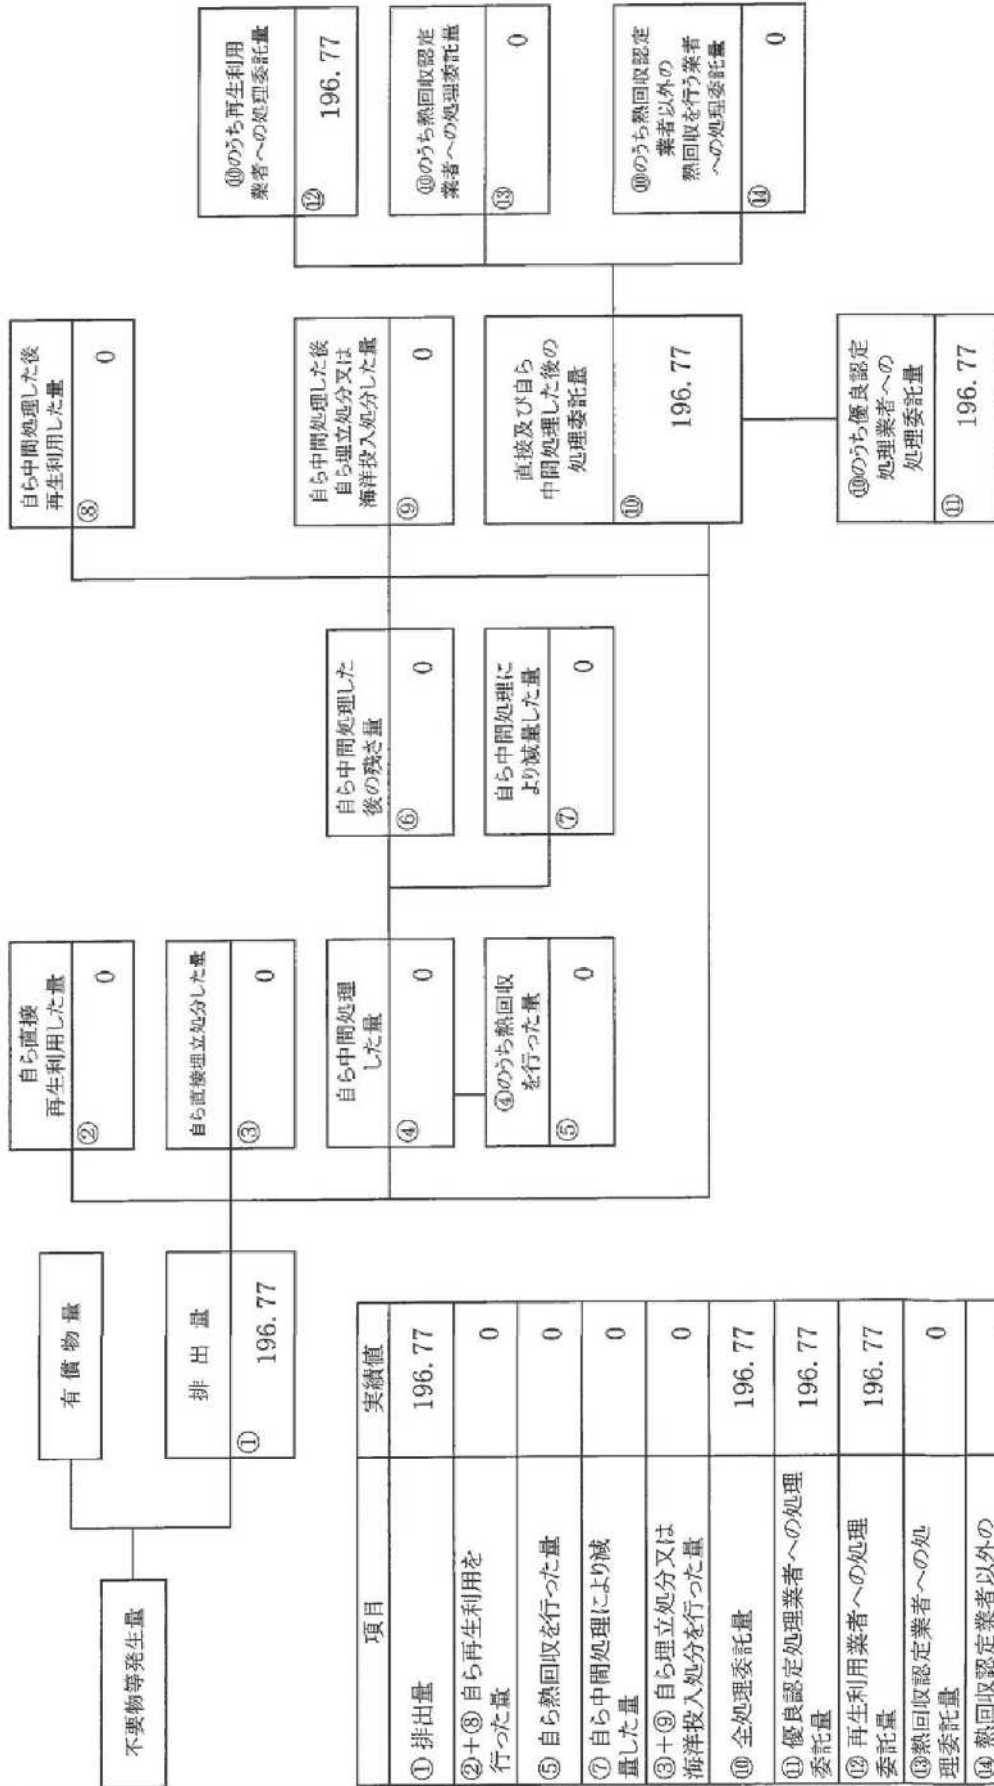 不要物等発生量
有償物量
排出量
① 196.77
自ら直接
再生利用した量
② 0
自ら直接埋立処分した量
③ 0
自ら中間処理
した量
④ 0
④のうち熱回収
を行った量
⑤ 0
自ら中間処理した
後の残さ量
⑥ 0
自ら中間処理に
より減量した量
⑦ 0
自ら中間処理した後
再生利用した量
⑧ 0
自ら中間処理した後
自ら埋立処分又は
海洋投入処分した量
⑨ 0
直接及び自ら
中間処理した後の
処理委託量
⑩ 196.77
⑩のうち優良認定
処理業者への
処理委託量
⑪ 196.77
⑩のうち再生利用
業者への処理委託量
⑫ 196.77
⑩のうち熱回収認定
業者への処理委託量
⑬ 0
⑩のうち熱回収認定
業者以外の
熱回収を行う業者
への処理委託量
⑭ 0
項目 実績値
① 排出量 196.77
②+⑧ 自ら再生利用を
行った量 0
⑤ 自ら熱回収を行った量 0
⑦ 自ら中間処理により減
量した量 0
③+⑨ 自ら埋立処分又は
海洋投入処分を行った量 0
⑩ 全処理委託量 196.77
⑪ 優良認定処理業者への処理
委託量 196.77
⑫ 再生利用業者への処理
委託量 196.77
⑬熱回収認定業者への処
理委託量 0
⑭ 熱回収認定業者以外の